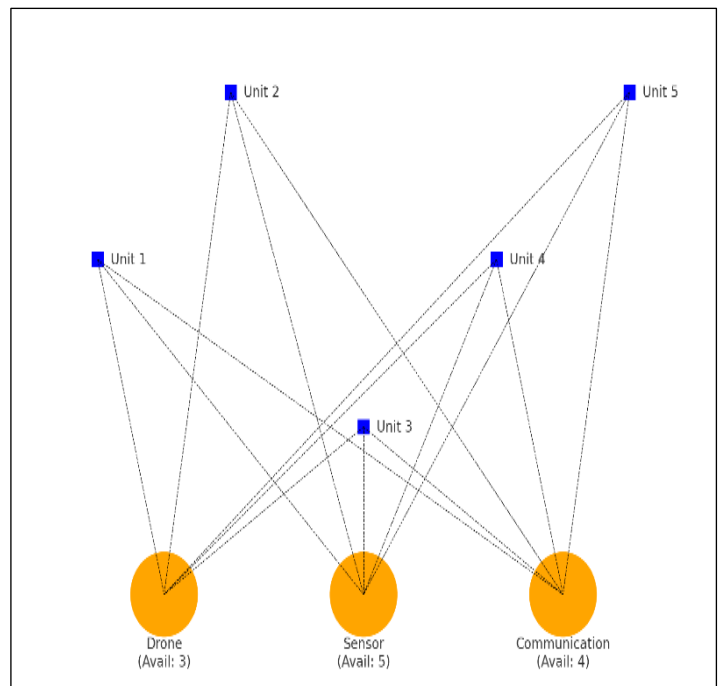 Unit 2
Unit 5
Unit 1
Unit 4
Unit 3
Drone
(Avail: 3)
Sensor
(Avail: 5)
Communication
(Avail: 4)